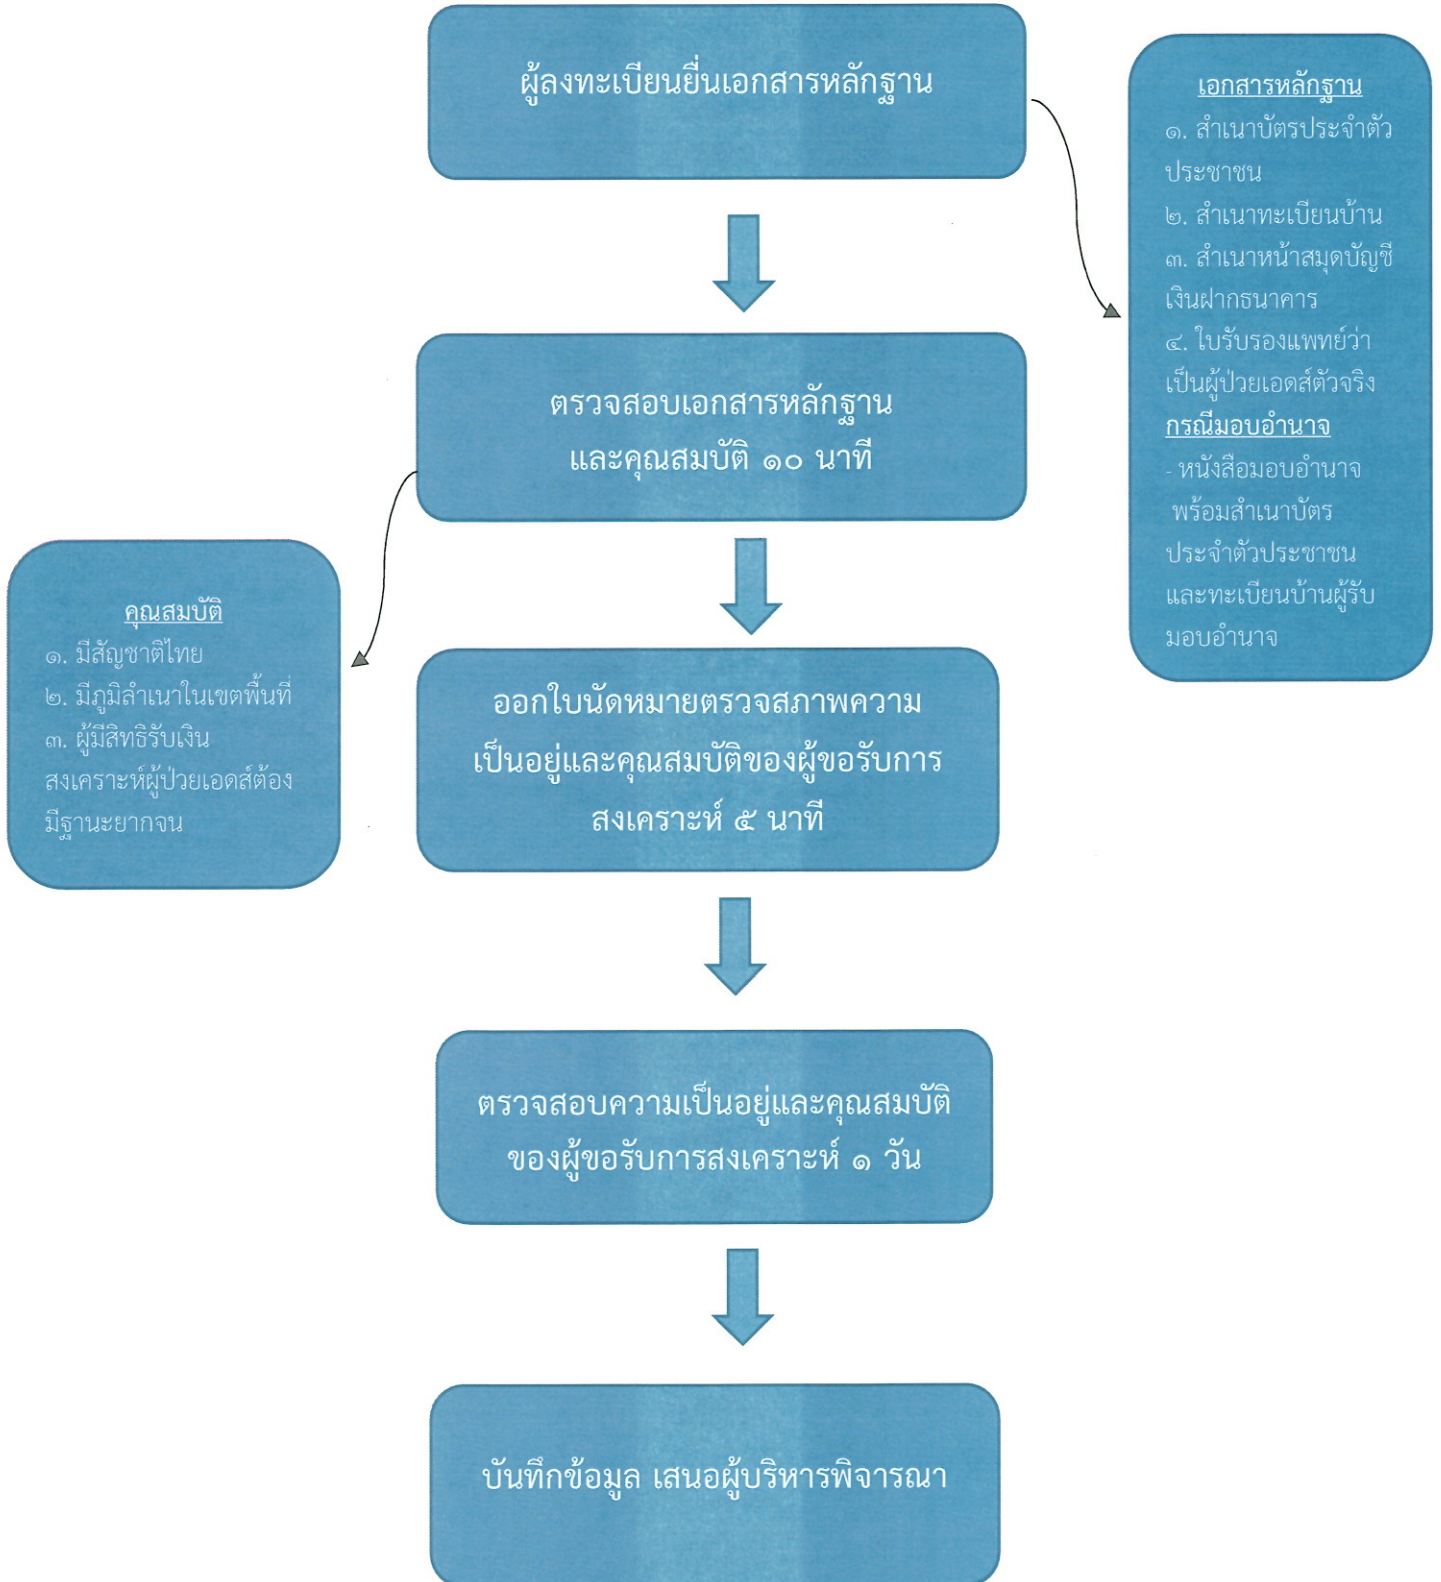 ผู้ลงทะเบียนยื่นเอกสารหลักฐาน
เอกสารหลักฐาน
๑. สำเนาบัตรประจำตัว
ประชาชน
๒. สำเนาทะเบียนบ้าน
๓. สำเนาหน้าสมุดบัญชี
เงินฝากธนาคาร
๔. ใบรับรองแพทย์ว่า
เป็นผู้ป่วยเอดส์ตัวจริง
กรณีมอบอำนาจ
- หนังสือมอบอำนาจ
พร้อมสำเนาบัตร
ประจำตัวประชาชน
และทะเบียนบ้านผู้รับ
มอบอำนาจ
ตรวจสอบเอกสารหลักฐาน
และคุณสมบัติ ๑๐ นาที
คุณสมบัติ
๑. มีสัญชาติไทย
๒. มีภูมิลำเนาในเขตพื้นที่
๓. ผู้มีสิทธิรับเงิน
สงเคราะห์ผู้ป่วยเอดส์ต้อง
มีฐานะยากจน
ออกใบนัดหมายตรวจสภาพความ
เป็นอยู่และคุณสมบัติของผู้ขอรับการ
สงเคราะห์ ๕ นาที
ตรวจสอบความเป็นอยู่และคุณสมบัติ
ของผู้ขอรับการสงเคราะห์ ๑ วัน
บันทึกข้อมูล เสนอผู้บริหารพิจารณา